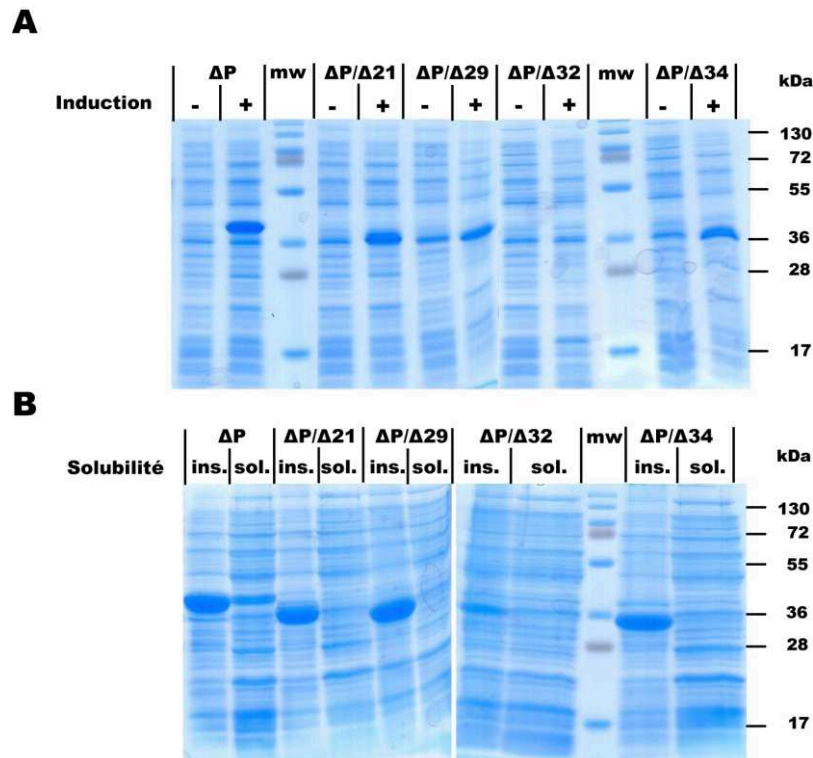 A
ΔP mw ΔP/Δ21 ΔP/Δ29 ΔP/Δ32 mw ΔP/Δ34 kDa
Induction - + - + - + - + - +
130
72
55
36
28
17
B
ΔP ΔP/Δ21 ΔP/Δ29 ΔP/Δ32 mw ΔP/Δ34 kDa
Solubilité ins. sol. ins. sol. ins. sol. ins. sol. ins. sol.
130
72
55
36
28
17